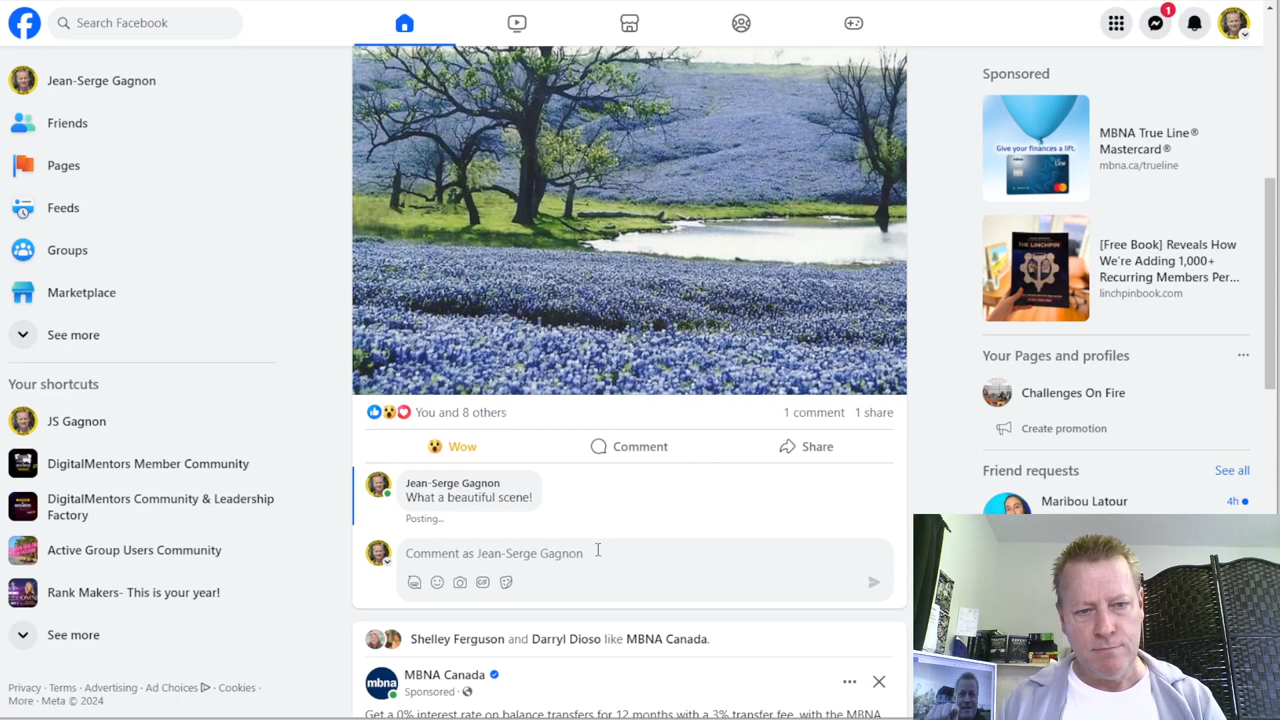 Search Facebook
1
Jean-Serge Gagnon
Friends
Pages
Feeds
Groups
Marketplace
See more
Your shortcuts
JS Gagnon
DigitalMentors Member Community
DigitalMentors Community & Leadership
Factory
Active Group Users Community
Rank Makers- This is your year!
See more
Privacy · Terms · Advertising · Ad Choices · Cookies ·
More · Meta © 2024
You and 8 others
1 comment 1 share
Wow
Comment
Share
Jean-Serge Gagnon
What a beautiful scene!
Posting...
Comment as Jean-Serge Gagnon
GIF
Shelley Ferguson and Darryl Dioso like MBNA Canada.
mbna
MBNA Canada
Sponsored ·
Get a 0% interest rate on balance transfers for 12 months with a 3% transfer fee, with the MBNA
Sponsored
Give your finances a lift.
MBNA True Line®
Mastercard®
mbna.ca/trueline
THE LINCHPIN
[Free Book] Reveals How
We're Adding 1,000+
Recurring Members Per...
linchpinbook.com
Your Pages and profiles
Challenges On Fire
Create promotion
Friend requests
See all
Maribou Latour
4h